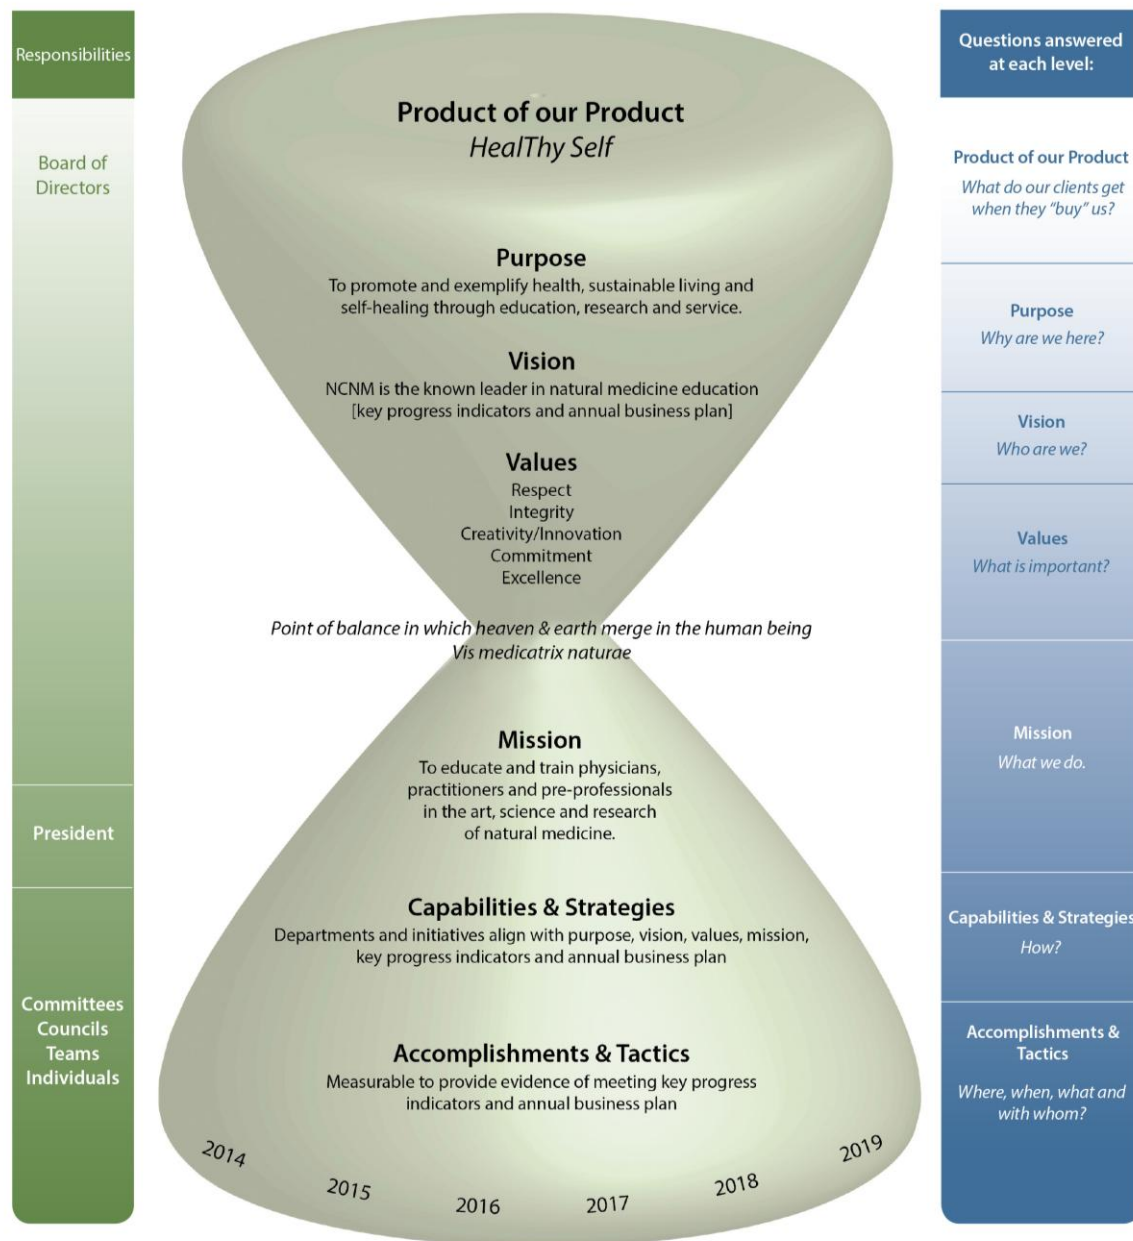 Responsibilities
Board of
Directors
President
Committees
Councils
Teams
Individuals
Product of our Product
HealThy Self
Purpose
To promote and exemplify health, sustainable living and
self-healing through education, research and service.
Vision
NCNM is the known leader in natural medicine education
[key progress indicators and annual business plan]
Values
Respect
Integrity
Creativity/Innovation
Commitment
Excellence
Point of balance in which heaven & earth merge in the human being
Vis medicatrix naturae
Mission
To educate and train physicians,
practitioners and pre-professionals
in the art, science and research
of natural medicine.
Capabilities & Strategies
Departments and initiatives align with purpose, vision, values, mission,
key progress indicators and annual business plan
Accomplishments & Tactics
Measurable to provide evidence of meeting key progress
indicators and annual business plan
2014
2015
2016
2017
2018
2019
Questions answered
at each level:
Product of our Product
What do our clients get
when they “buy” us?
Purpose
Why are we here?
Vision
Who are we?
Values
What is important?
Mission
What we do.
Capabilities & Strategies
How?
Accomplishments &
Tactics
Where, when, what and
with whom?